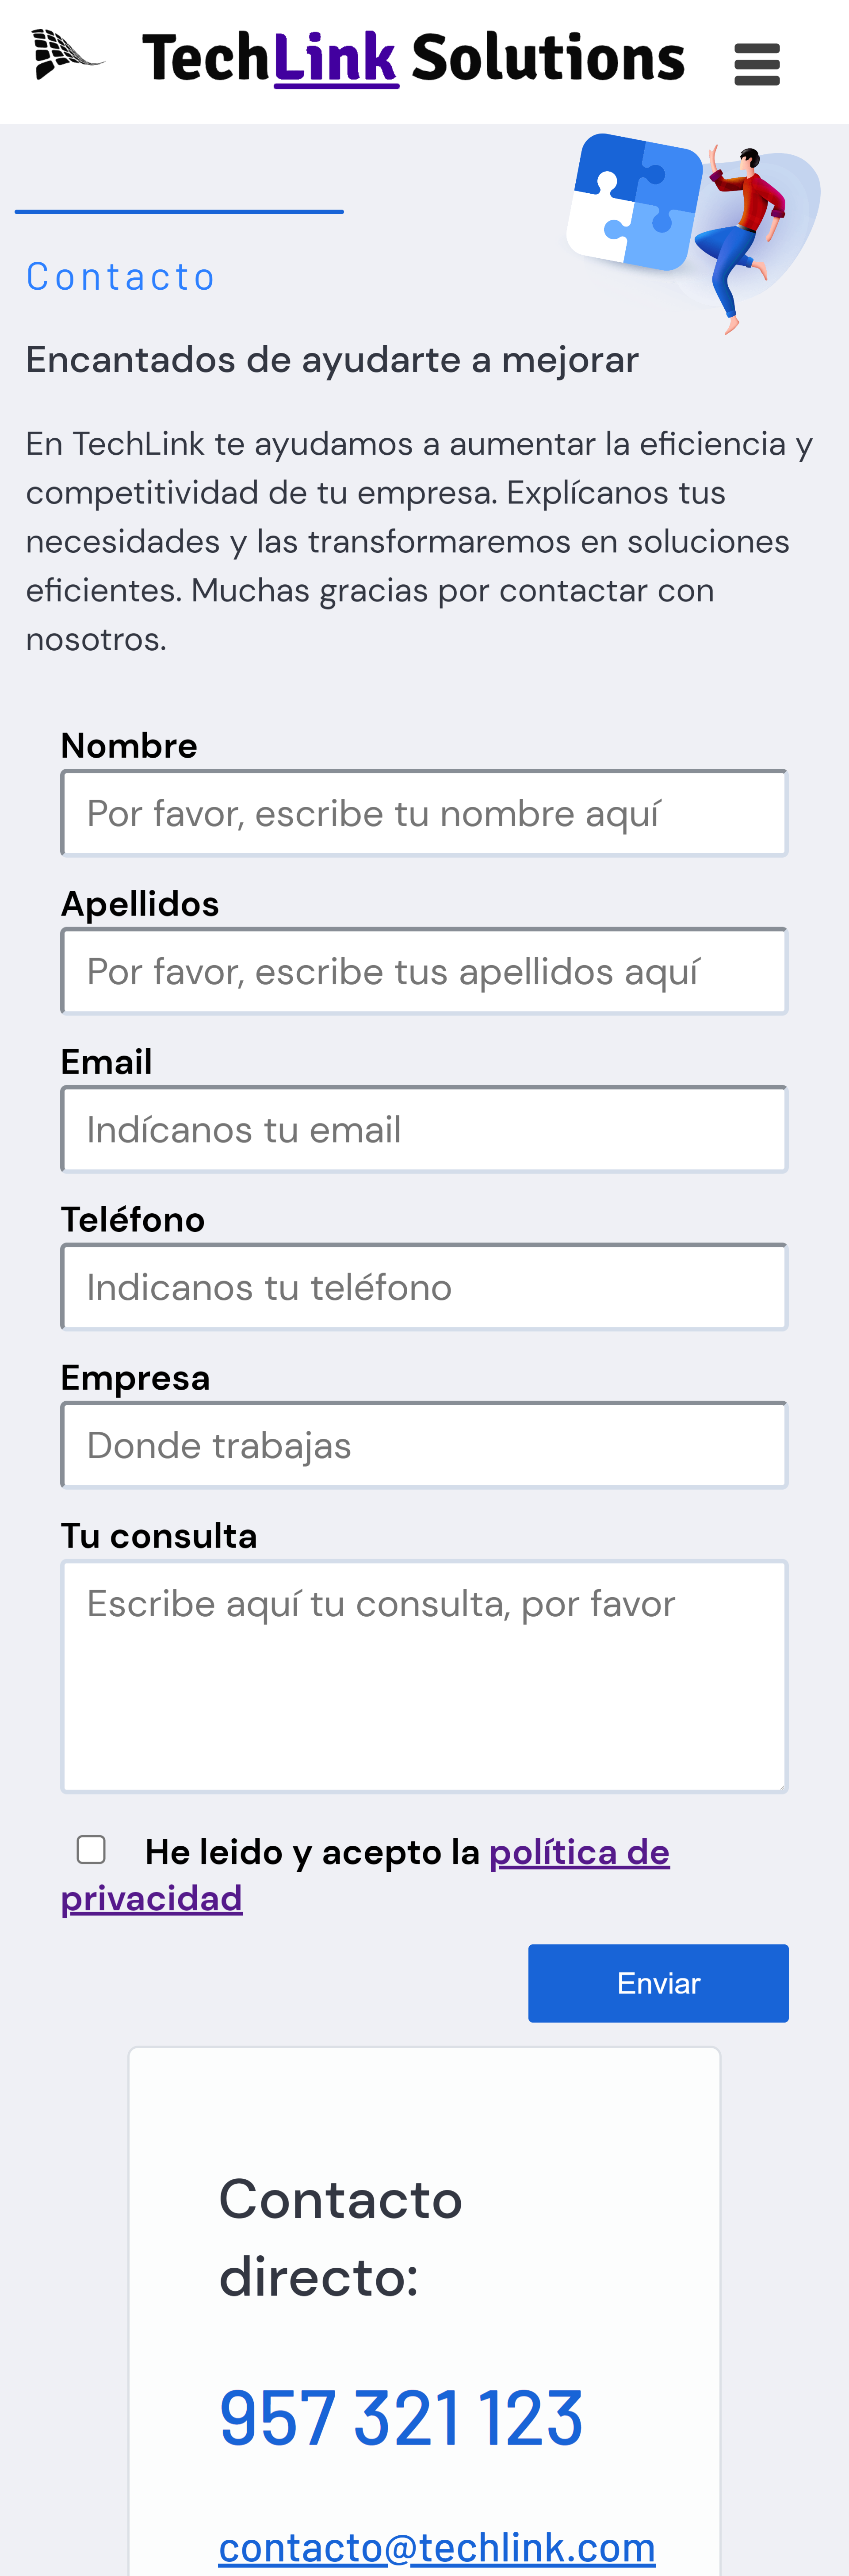 TechLink Solutions
Contacto
Encantados de ayudarte a mejorar
En TechLink te ayudamos a aumentar la eficiencia y
competitividad de tu empresa. Explícanos tus
necesidades y las transformaremos en soluciones
eficientes. Muchas gracias por contactar con
nosotros.
Nombre
Por favor, escribe tu nombre aquí
Apellidos
Por favor, escribe tus apellidos aquí
Email
Indícanos tu email
Teléfono
Indicanos tu teléfono
Empresa
Donde trabajas
Tu consulta
Escribe aquí tu consulta, por favor
He leido y acepto la política de
privacidad
Enviar
Contacto
directo:
957 321 123
contacto@techlink.com